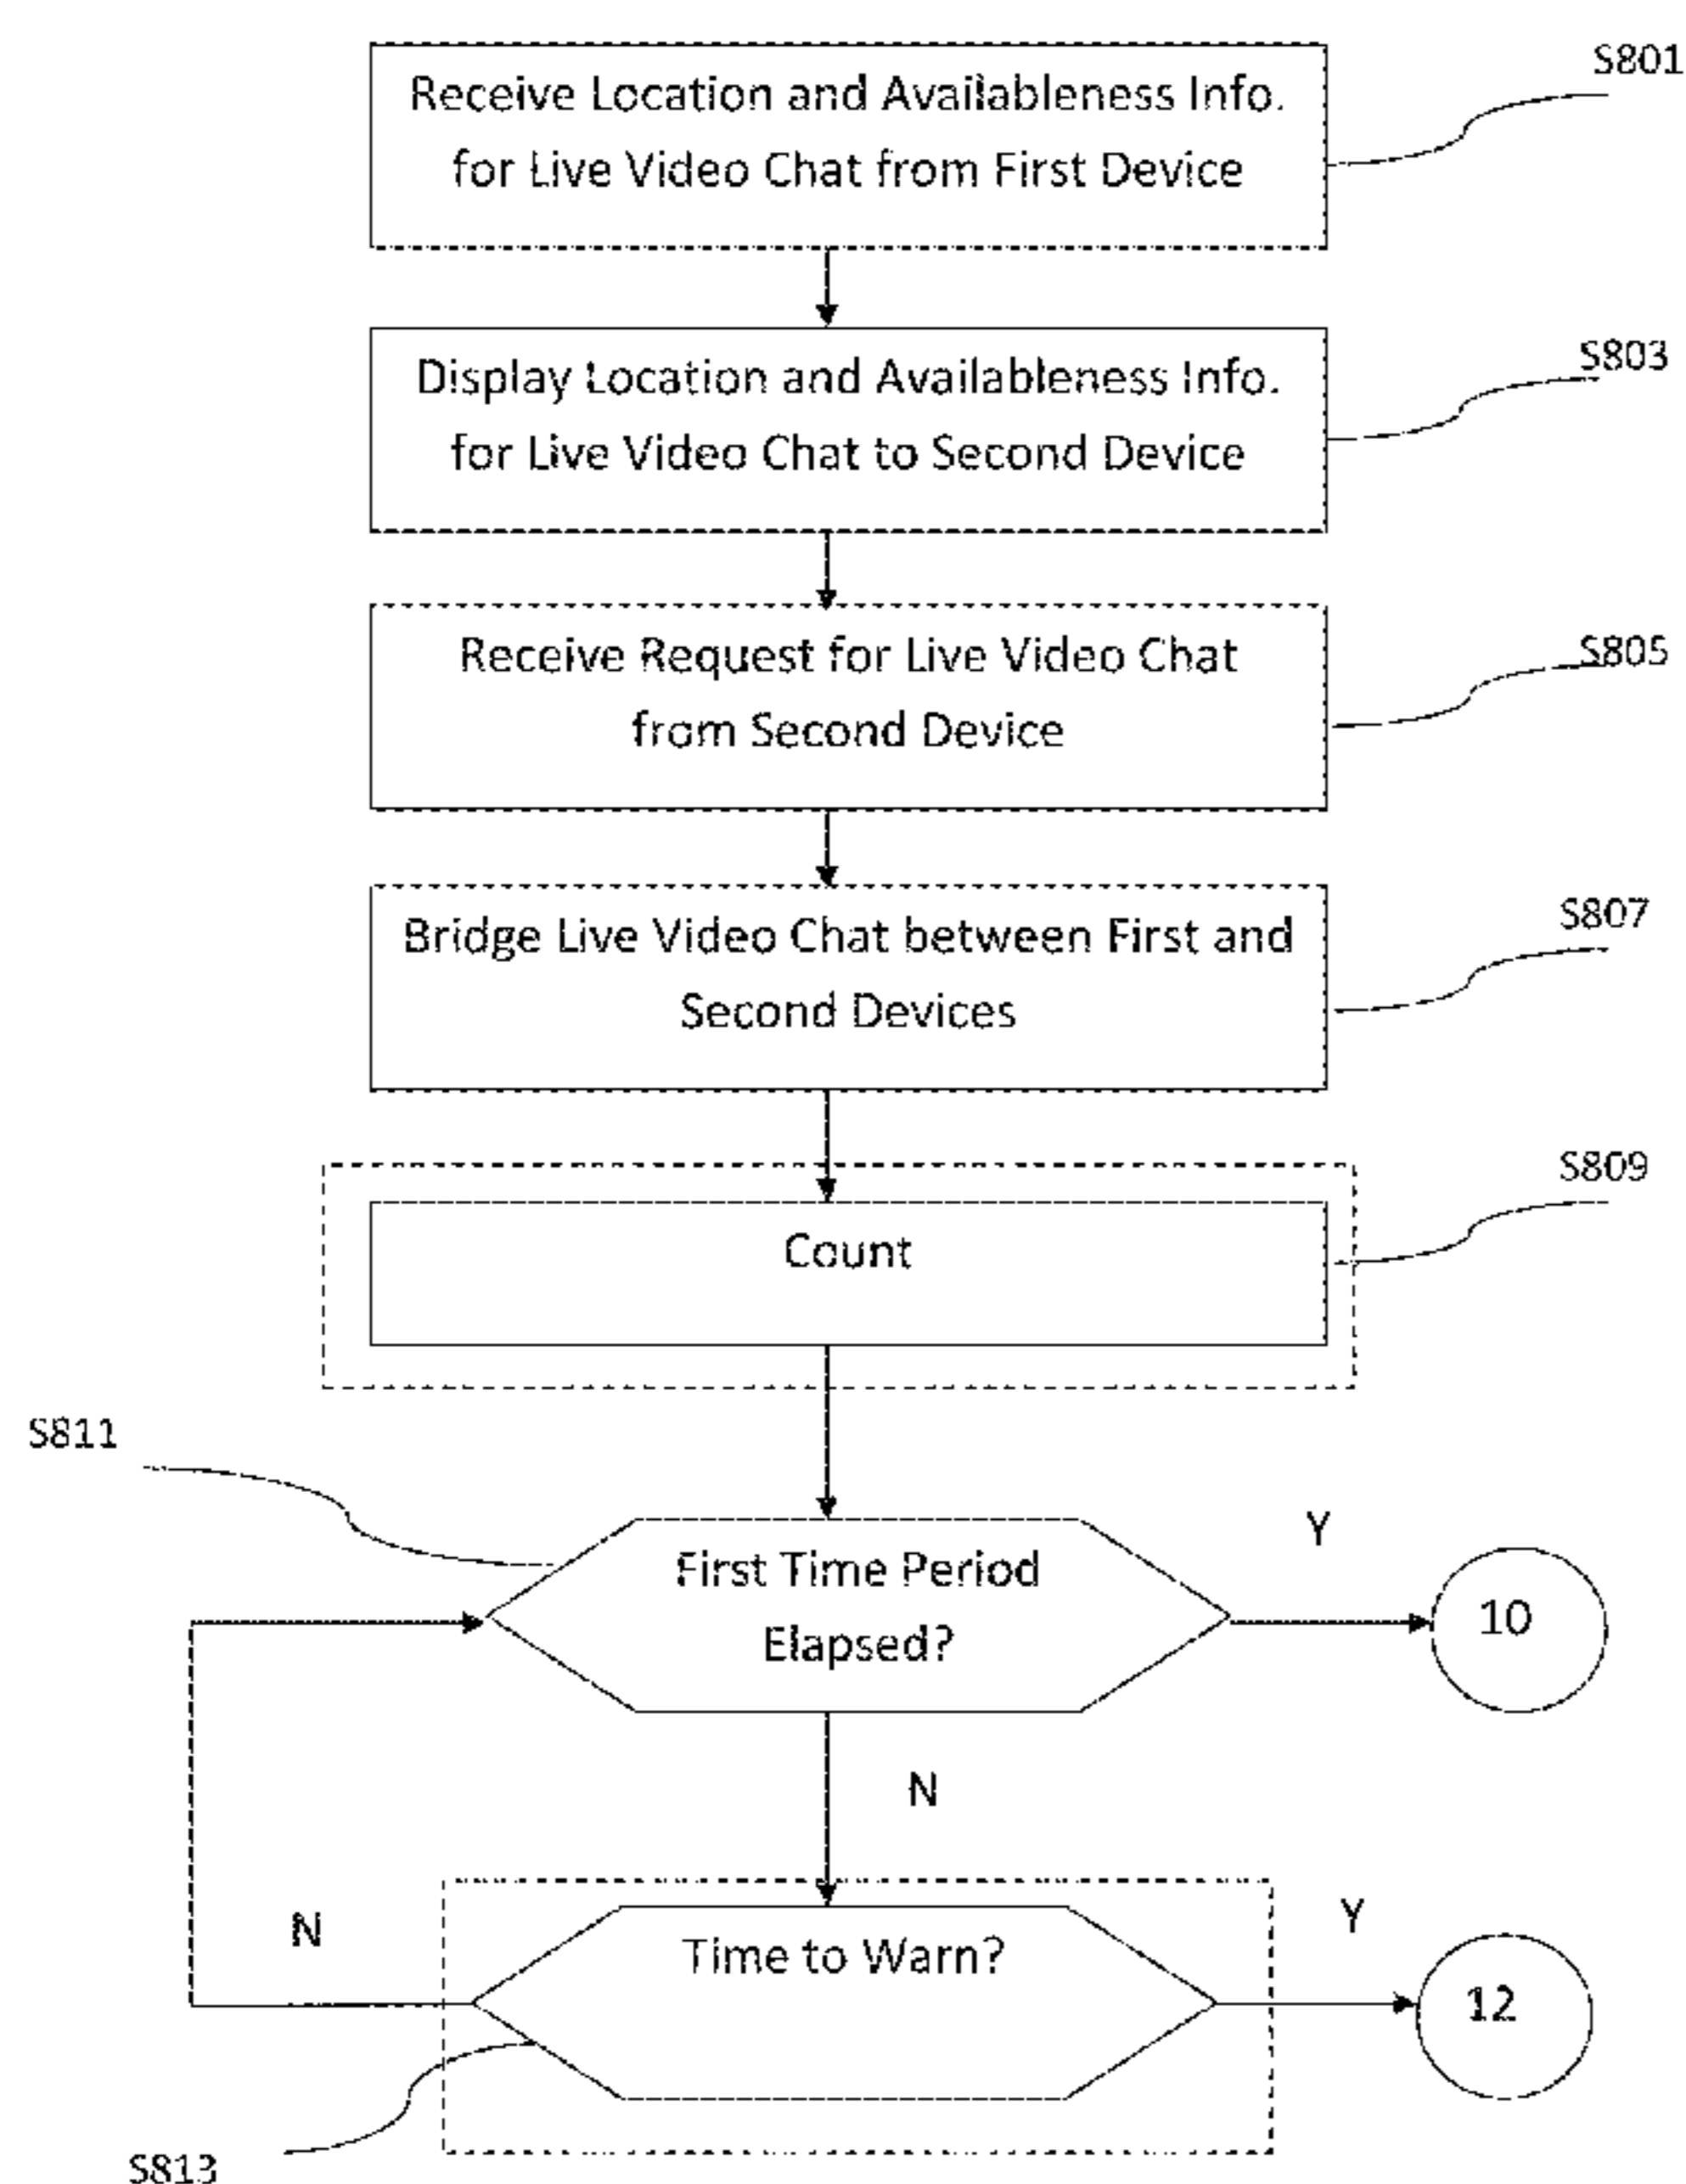 Receive Location and Availableness Info.
for Live Video Chat from First Device
S801
Display Location and Availableness Info.
for Live Video Chat to Second Device
S803
Receive Request for Live Video Chat
from Second Device
S805
Bridge Live Video Chat between First and
Second Devices
S807
Count
S809
S811
First Time Period
Elapsed?
Y
10
N
Time to Warn?
N
Y
12
S813